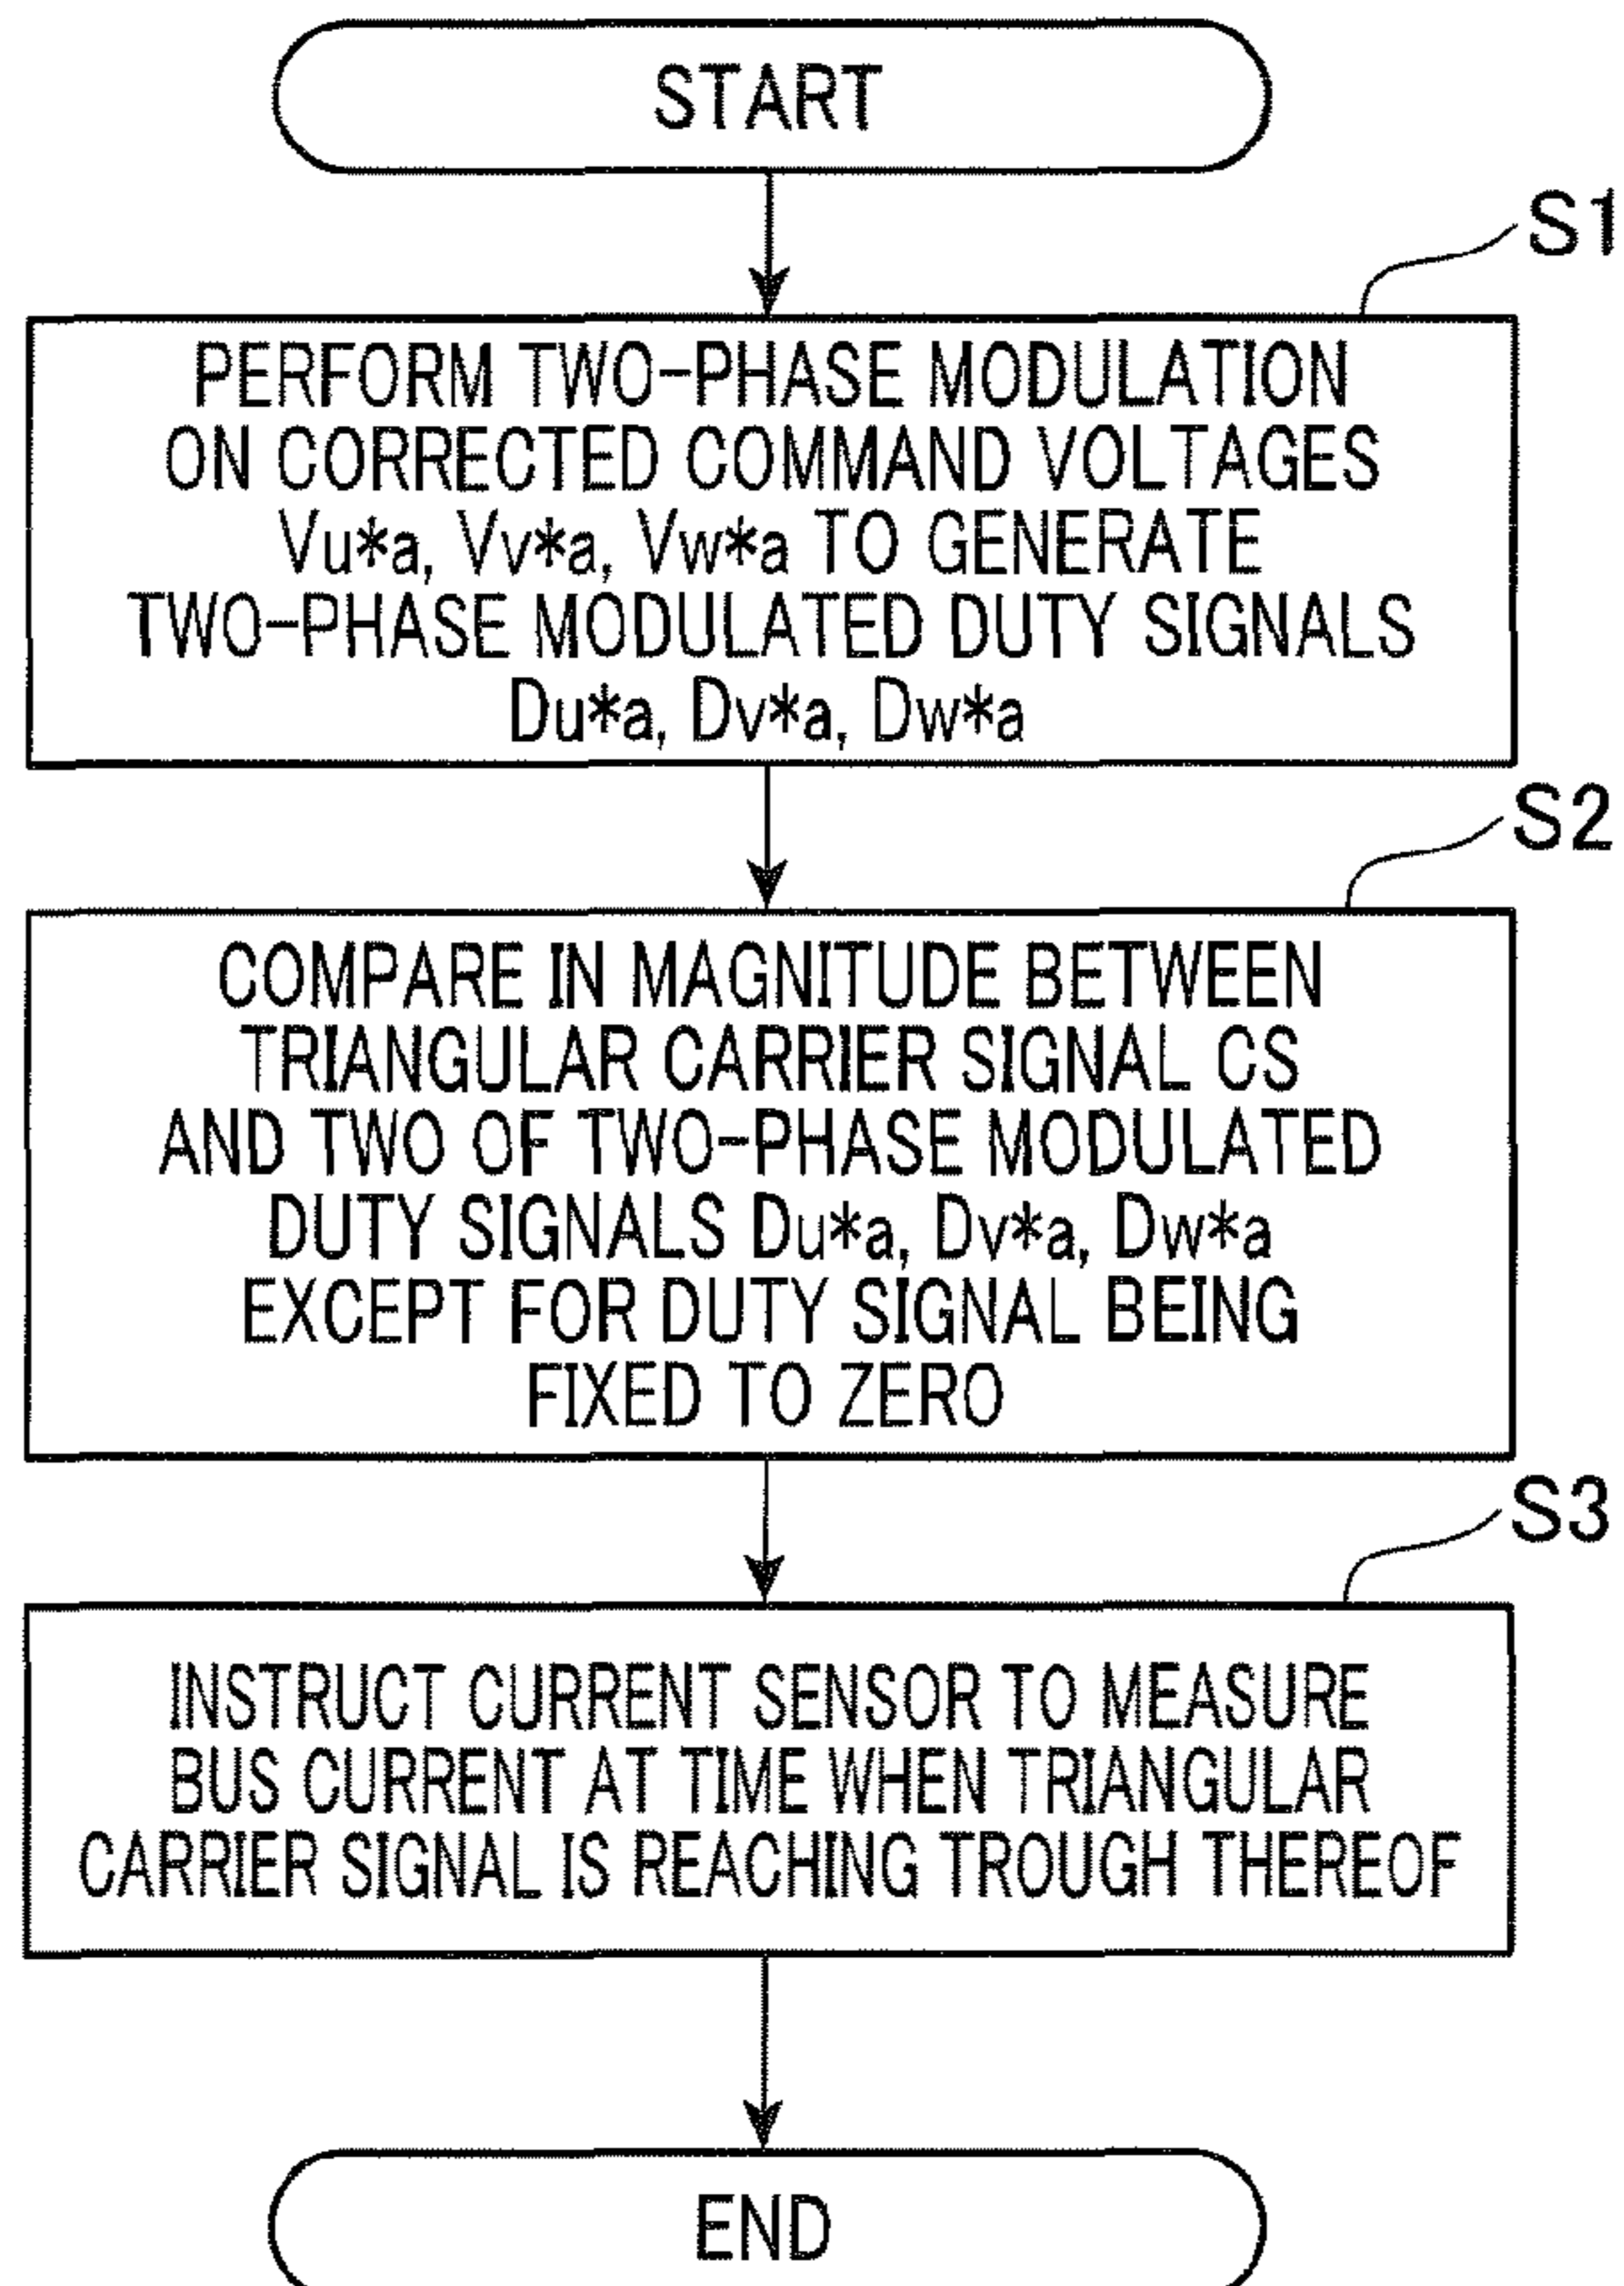 START
S1
PERFORM TWO-PHASE MODULATION
ON CORRECTED COMMAND VOLTAGES
Vu*a, Vv*a, Vw*a TO GENERATE
TWO-PHASE MODULATED DUTY SIGNALS
Du*a, Dv*a, Dw*a
S2
COMPARE IN MAGNITUDE BETWEEN
TRIANGULAR CARRIER SIGNAL CS
AND TWO OF TWO-PHASE MODULATED
DUTY SIGNALS Du*a, Dv*a, Dw*a
EXCEPT FOR DUTY SIGNAL BEING
FIXED TO ZERO
S3
INSTRUCT CURRENT SENSOR TO MEASURE
BUS CURRENT AT TIME WHEN TRIANGULAR
CARRIER SIGNAL IS REACHING TROUGH THEREOF
END